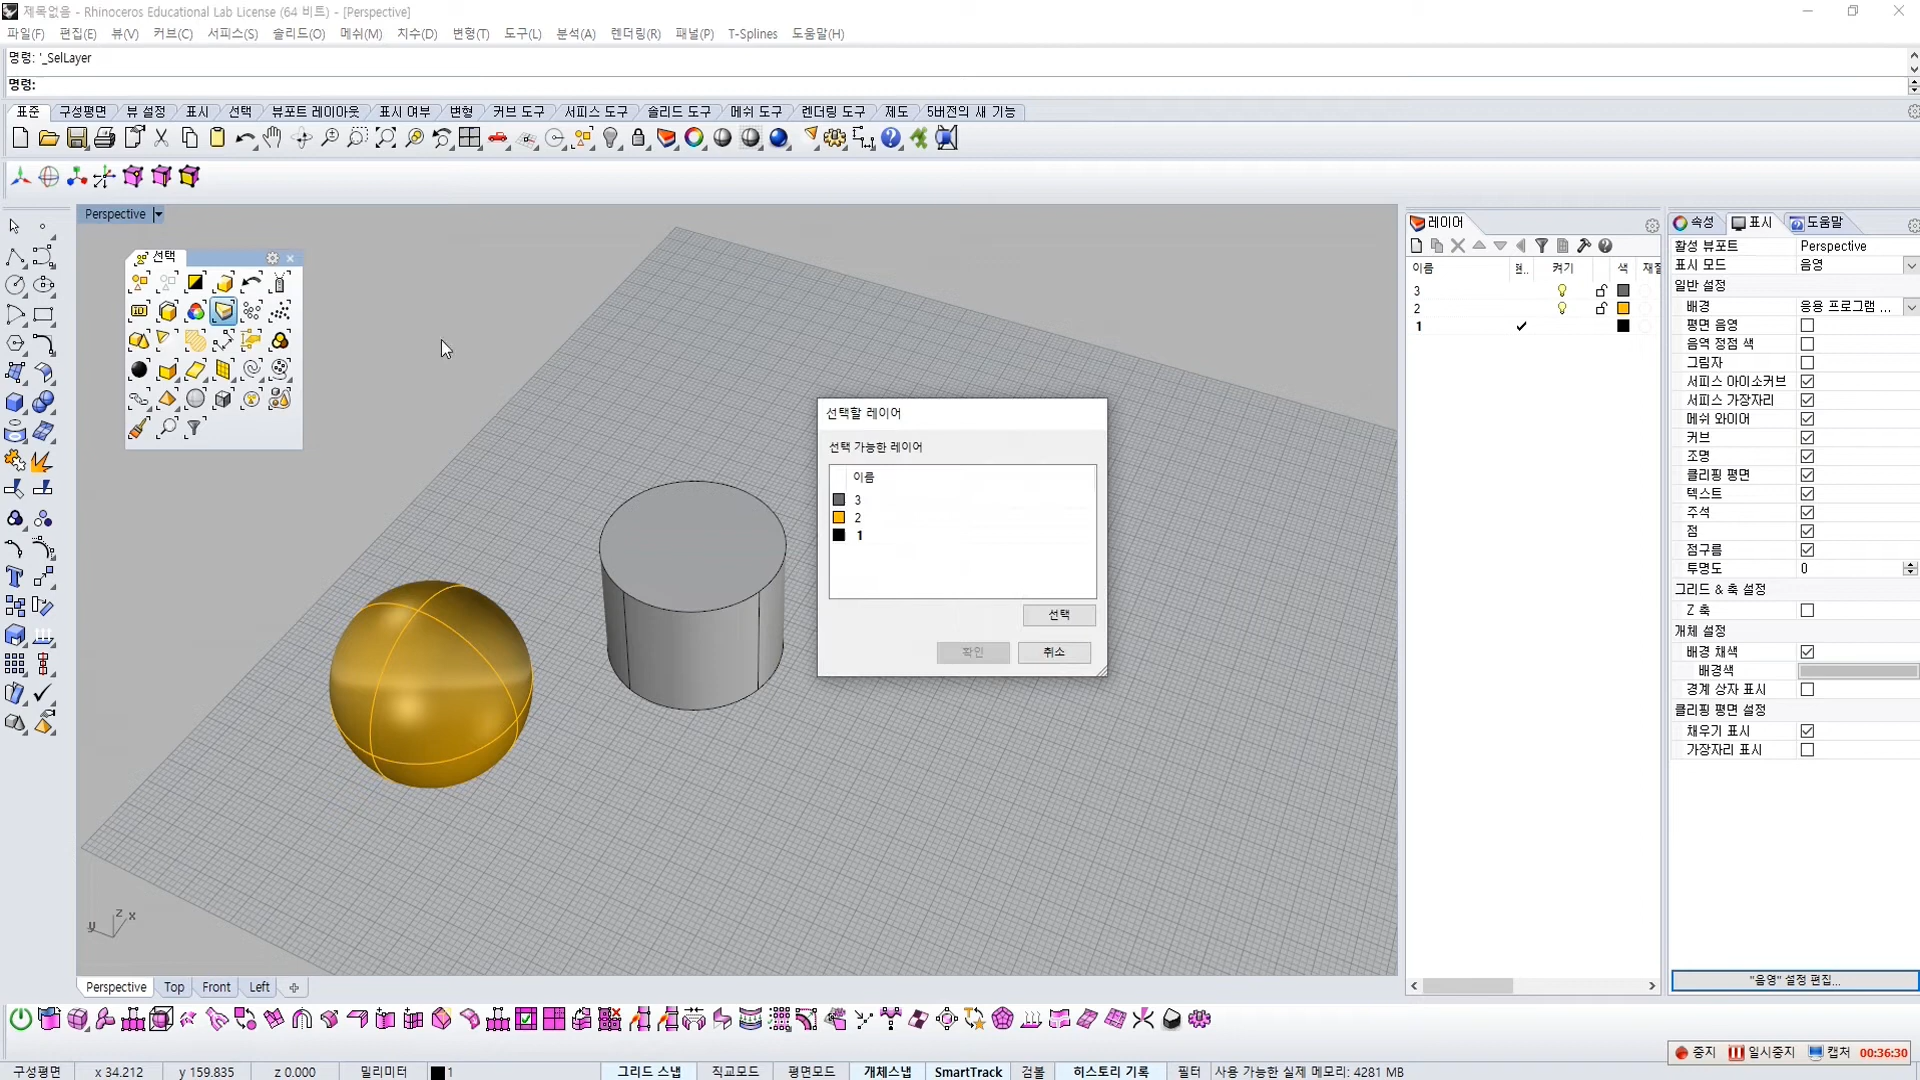 제목없음 - Rhinoceros Educational Lab License (64 비트) - [Perspective]
파일(F) 편집(E) 뷰(V) 커브(C) 서피스(S) 솔리드(O) 메쉬(M) 치수(D) 변형(T) 도구(L) 분석(A) 렌더링(R) 패널(P) T-Splines 도움말(H)
명령: '_SelLayer
명령:
표준 구성평면 뷰 설정 표시 선택 뷰포트 레이아웃 표시 여부 변형 커브 도구 서피스 도구 솔리드 도구 메쉬 도구 렌더링 도구 제도 5버전의 새 기능
Perspective
선택
ID
선택할 레이어
선택 가능한 레이어
이름
3
2
1
선택
확인 취소
z x
y
레이어
이름 현.. 켜기 색 재질
3
2
1
속성 표시 도움말
활성 뷰포트 Perspective
표시 모드 음영
일반 설정
배경 응용 프로그램 ...
평면 음영
음역 정점 색
그림자
서피스 아이소커브
서피스 가장자리
메쉬 와이어
커브
조명
클리핑 평면
텍스트
주석
점
점구름
투명도 0
그리드 & 축 설정
Z 축
개체 설정
배경 채색
배경색
경계 상자 표시
클리핑 평면 설정
채우기 표시
가장자리 표시
"음영" 설정 편집...
Perspective Top Front Left
중지 일시중지 캡처 00:36:30
구성평면 x 34.212 y 159.835 z 0.000 밀리미터 1 그리드 스냅 직교모드 평면모드 개체스냅 SmartTrack 검볼 히스토리 기록 필터 사용 가능한 실제 메모리: 4281 MB